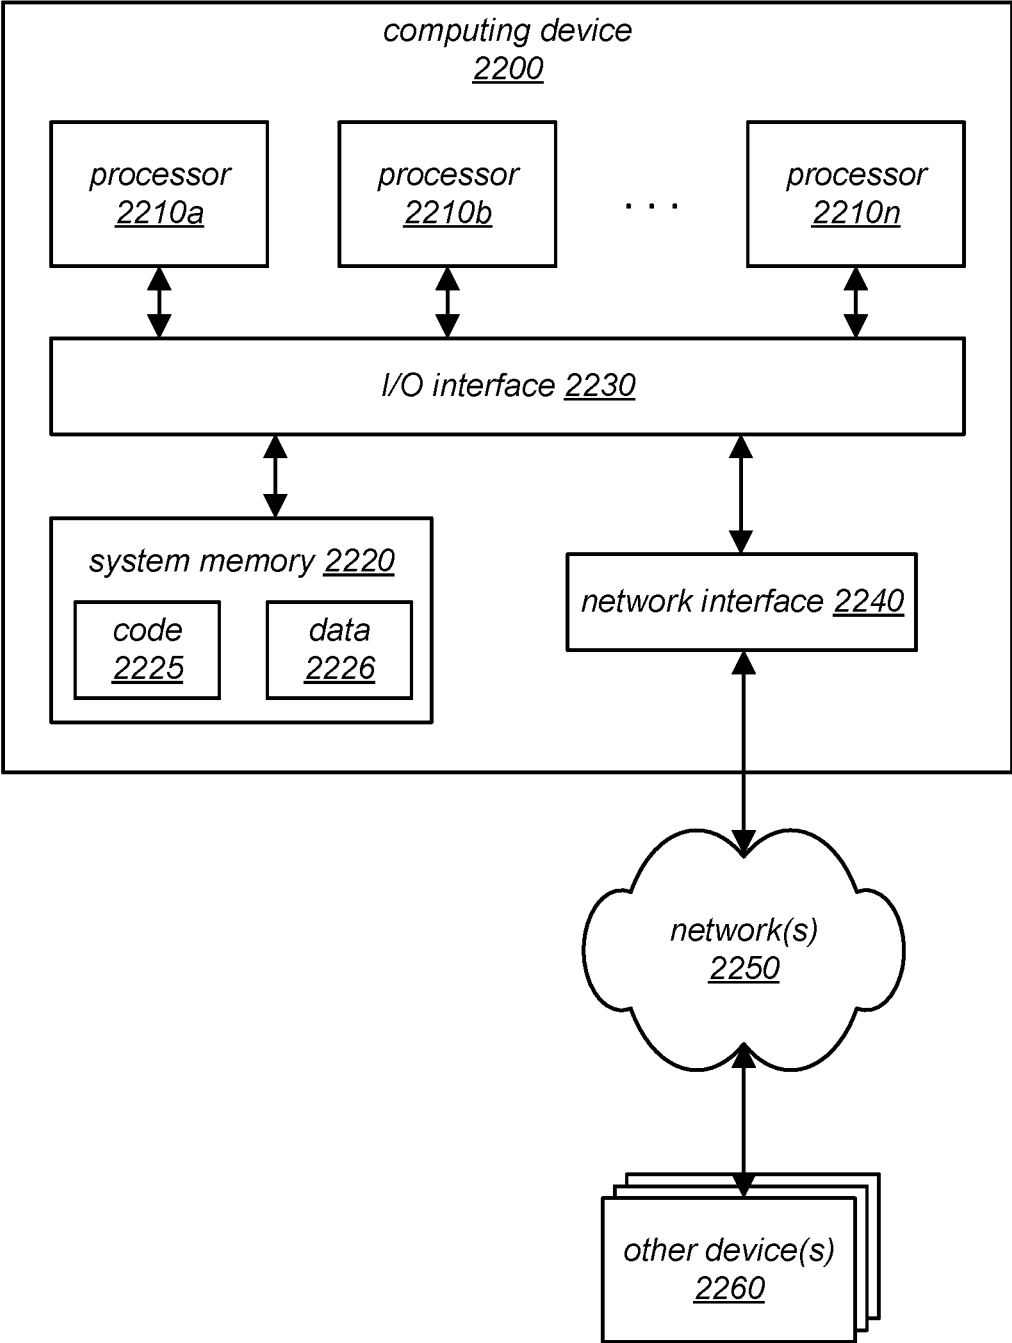 computing device
2200
processor
2210a
processor
2210b
. . .
processor
2210n
I/O interface 2230
system memory 2220
code
2225
data
2226
network interface 2240
network(s)
2250
other device(s)
2260